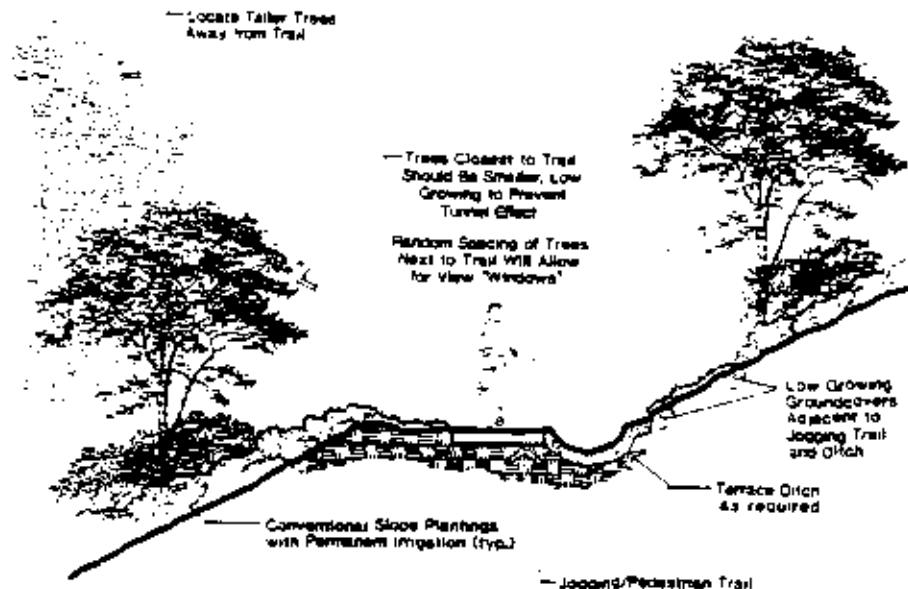 Locate Taller Trees
Away from Trail
Trees Closest to Trail
Should Be Smaller, Low
Growing to Prevent
Tunnel Effect
Random Spacing of Trees
Next to Trail Will Allow
for View "Windows"
Low Growing
Groundcovers
Adjacent to
Jogging Trail
and Ditch
Terrace Ditch
As required
Conventional Slope Plantings
with Permanent Irrigation (typ.)
Jogging/Pedestrian Trail